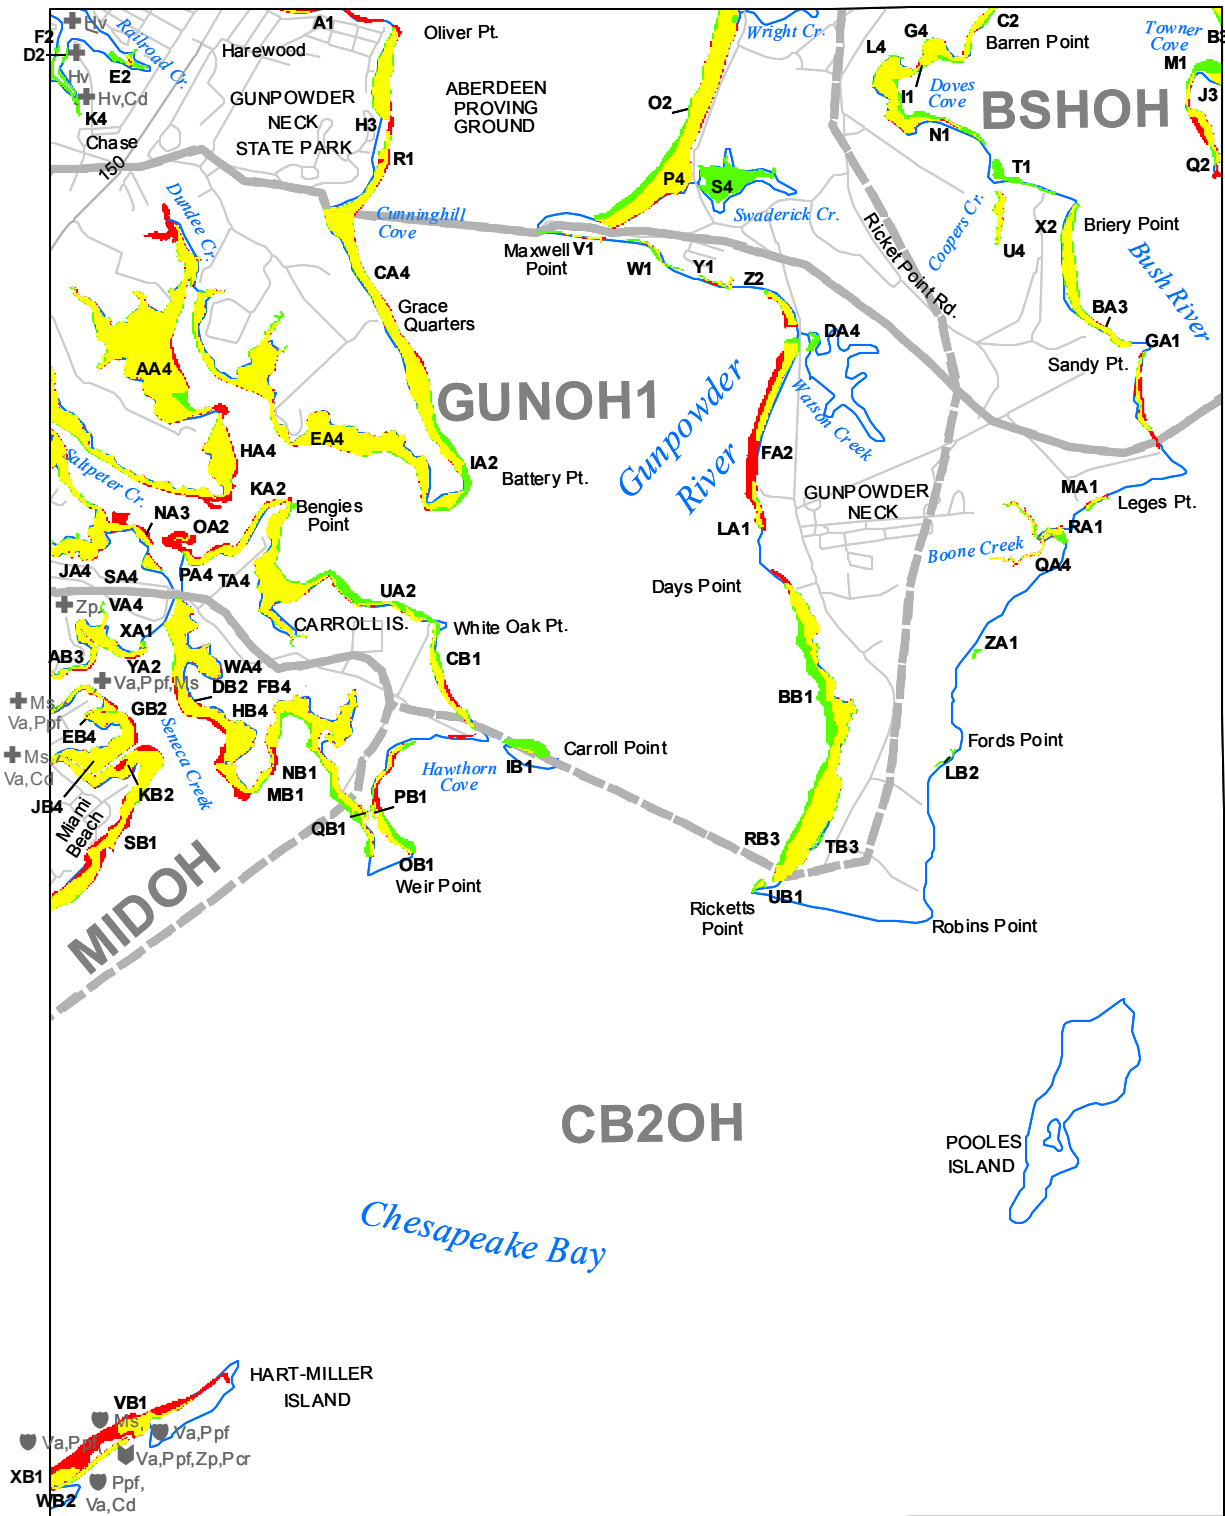 A1
Oliver Pt.
Wright Cr.
C2
G4
L4
Barren Point
Towner
Cove
M1
J3
Q2
Hv
F2
D2
Hv
E2
Hv,Cd
K4
Chase
150
Railroad Cr.
Harewood
GUNPOWDER
NECK
STATE PARK
H3
R1
ABERDEEN
PROVING
GROUND
O2
P4
S4
Swaderick Cr.
I1
Doves
Cove
N1
BSHOH
T1
U4
Coopers Cr.
X2
Briery Point
Bush River
BA3
GA1
Sandy Pt.
Dundee Cr.
Cunninghill
Cove
Maxwell
Point
V1
W1
Y1
Z2
Ricket Point Rd.
CA4
Grace
Quarters
DA4
Watson Creek
AA4
GUNOH1
Gunpowder
River
EA4
HA4
FA2
IA2
Battery Pt.
Saltpeter Cr.
KA2
Bengies
Point
NA3
OA2
GUNPOWDER
NECK
LA1
MA1
Leges Pt.
RA1
Boone Creek
QA4
JA4
SA4
PA4
TA4
UA2
Days Point
Zp
VA4
XA1
CARROLL IS.
White Oak Pt.
AB3
YA2
WA4
CB1
ZA1
Va,Ppf,Ms
DB2
FB4
BB1
Ms,
Va,Ppf
GB2
HB4
EB4
Seneca Creek
Carroll Point
IB1
Fords Point
LB2
Ms,
Va,Cd
NB1
Hawthorn
Cove
JB4
KB2
MB1
PB1
Miami
Beach
SB1
QB1
OB1
Weir Point
RB3
TB3
UB1
Ricketts
Point
Robins Point
MIDOH
CB2OH
POOLES
ISLAND
Chesapeake Bay
HART-MILLER
ISLAND
VB1
Ms,
Va,Ppf
Va,Ppf
Va,Ppf,Zp,Pcr
XB1
Ppf,
Va,Cd
WB2